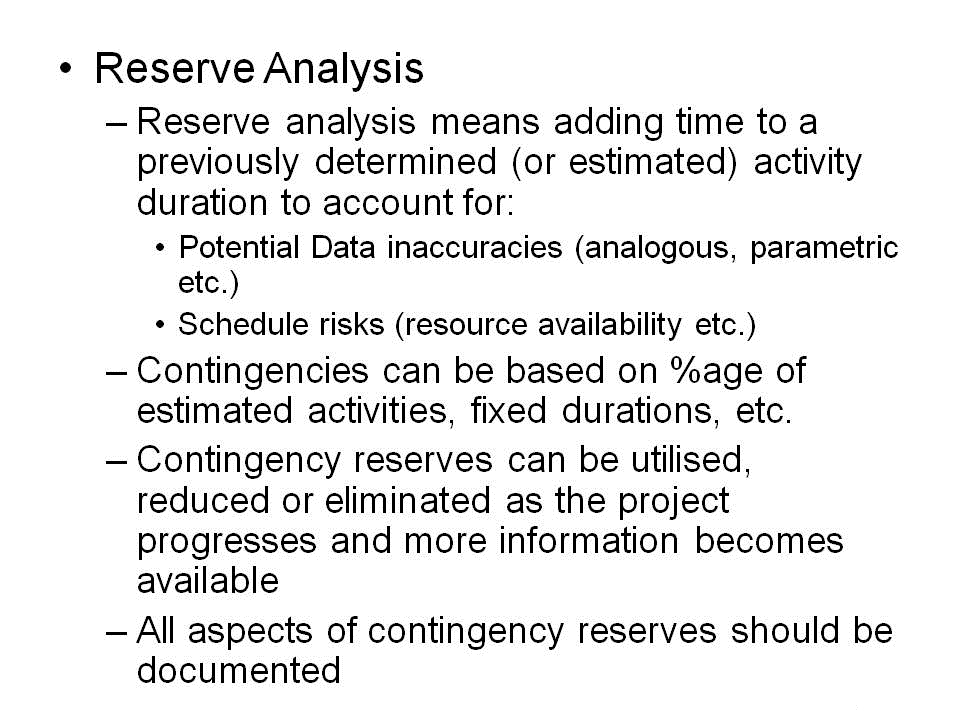 • Reserve Analysis
– Reserve analysis means adding time to a
previously determined (or estimated) activity
duration to account for:
• Potential Data inaccuracies (analogous, parametric
etc.)
• Schedule risks (resource availability etc.)
– Contingencies can be based on %age of
estimated activities, fixed durations, etc.
– Contingency reserves can be utilised,
reduced or eliminated as the project
progresses and more information becomes
available
– All aspects of contingency reserves should be
documented